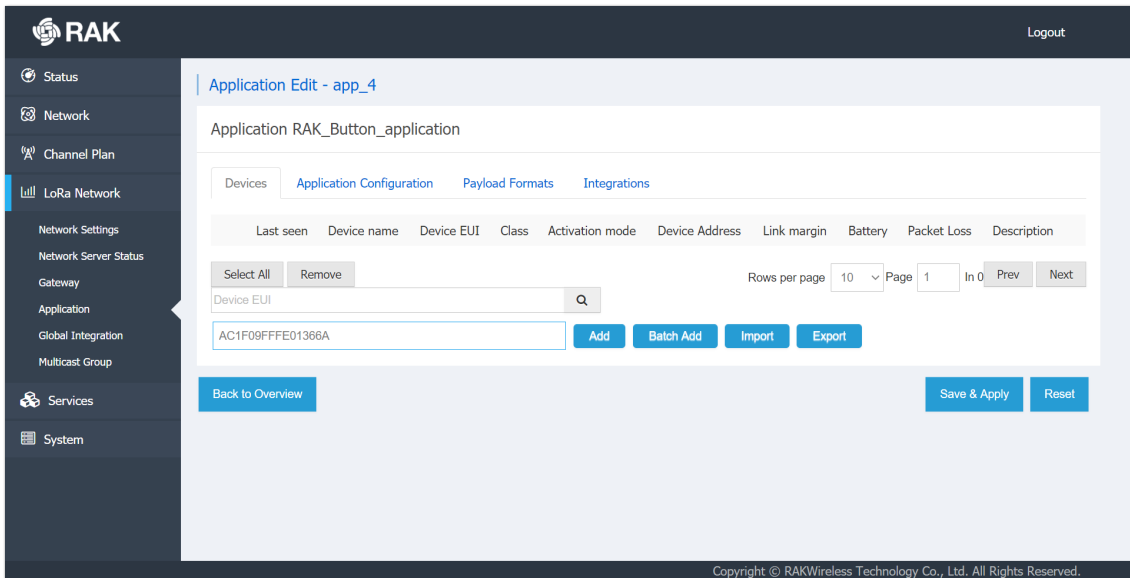 RAK
Logout
Status
Network
Channel Plan
LoRa Network
Network Settings
Network Server Status
Gateway
Application
Global Integration
Multicast Group
Services
System
Application Edit - app_4
Application RAK_Button_application
Devices Application Configuration Payload Formats Integrations
Last seen Device name Device EUI Class Activation mode Device Address Link margin Battery Packet Loss Description
Select All Remove Rows per page 10 Page 1 In 0 Prev Next
Device EUI
AC1F09FFFE01366A Add Batch Add Import Export
Back to Overview Save & Apply Reset
Copyright © RAKWireless Technology Co., Ltd. All Rights Reserved.